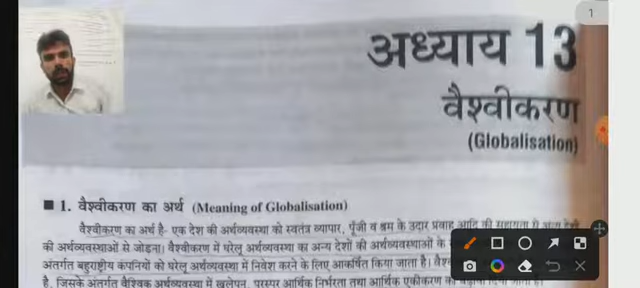 1
अध्याय 13
वैश्वीकरण
(Globalisation)
■ 1. वैश्वीकरण का अर्थ (Meaning of Globalisation)
वैश्वीकरण का अर्थ है- एक देश की अर्थव्यवस्था को स्वतंत्र व्यापार, पूँजी व श्रम के उदार प्रवाह आदि की सहायता से अन्य देशों
की अर्थव्यवस्थाओं से जोड़ना। वैश्वीकरण में घरेलू अर्थव्यवस्था का अन्य देशों की अर्थव्यवस्थाओं के
अंतर्गत बहुराष्ट्रीय कंपनियों को घरेलू अर्थव्यवस्था में निवेश करने के लिए आकर्षित किया जाता है।
है, जिसके अंतर्गत वैश्विक अर्थव्यवस्था में खुलेपन, परस्पर आर्थिक निर्भरता तथा आर्थिक एकीकरण